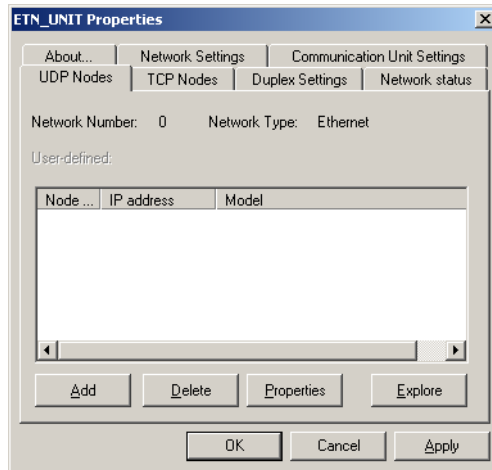 ETN_UNIT Properties
About... Network Settings Communication Unit Settings
UDP Nodes TCP Nodes Duplex Settings Network status
Network Number: 0 Network Type: Ethernet
User-defined:
Node ... IP address Model
Add Delete Properties Explore
OK Cancel Apply